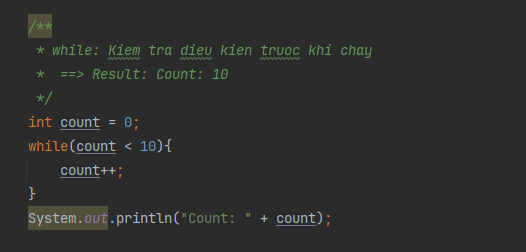 /**
 * while: Kiem tra dieu kien truoc khi chay
 *  ==> Result: Count: 10
 */
int count = 0;
while(count < 10){
    count++;
}
System.out.println("Count: " + count);